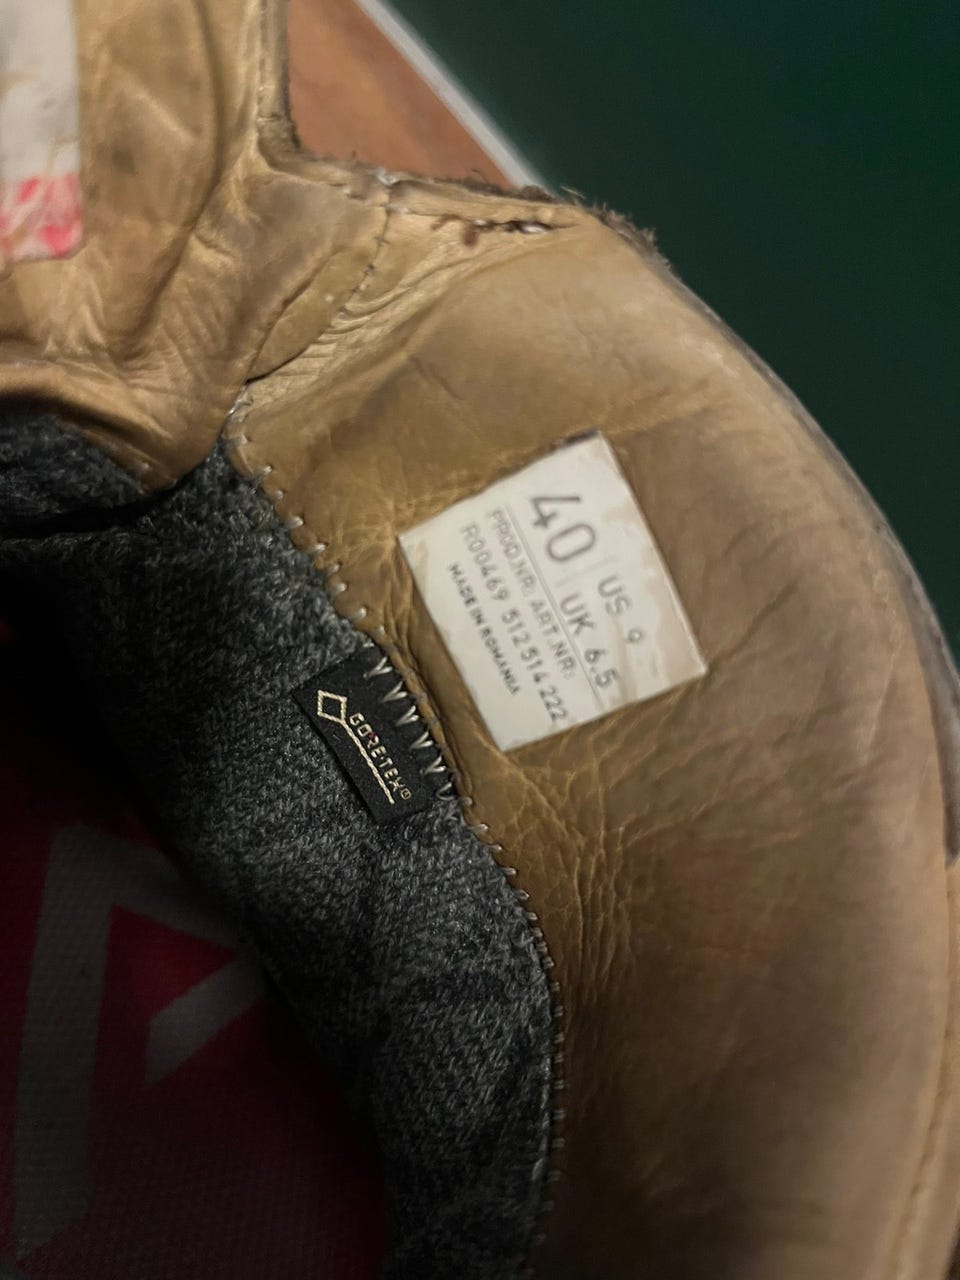 40 US 9
UK 6.5
PROD.NR: ART.NR:
R00469 512514 222
MADE IN ROMANIA
GORE-TEX®